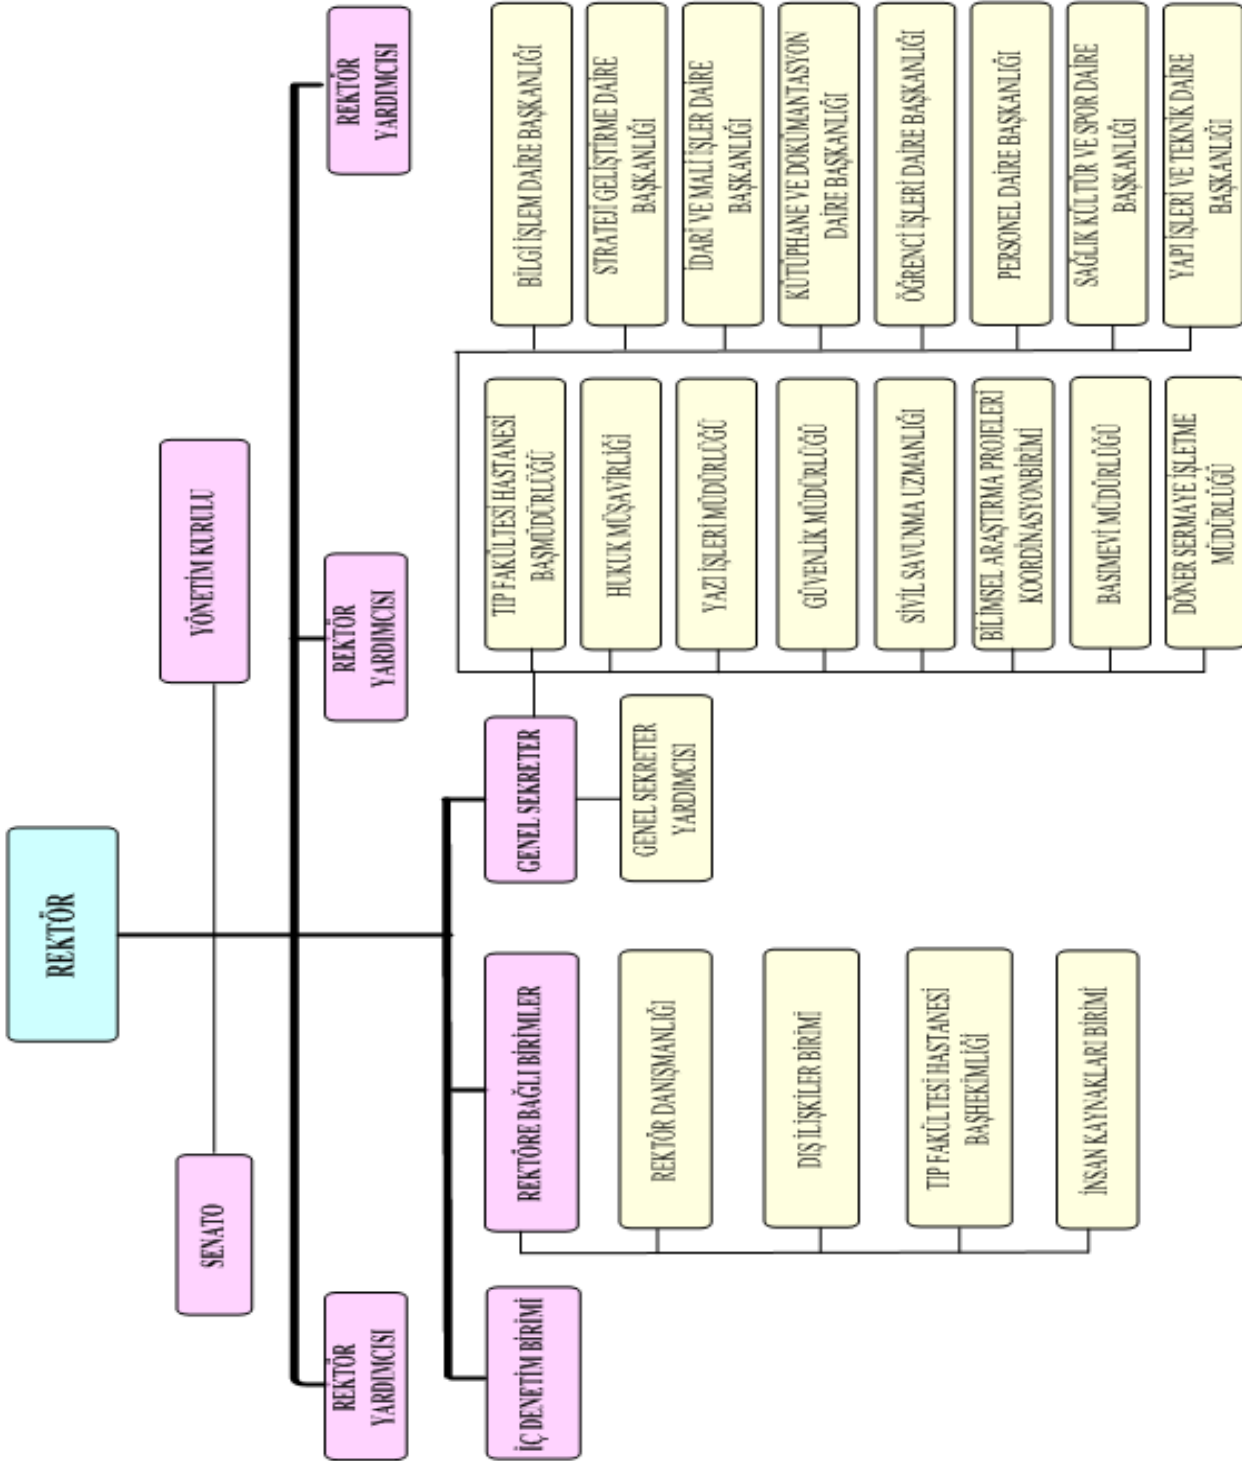 REKTÖR
SENATO
YÖNETİM KURULU
REKTÖR
YARDIMCISI
REKTÖR
YARDIMCISI
REKTÖR
YARDIMCISI
İÇ DENETİM BİRİMİ
REKTÖRE BAĞLI BİRİMLER
REKTÖR DANIŞMANLIĞI
DIŞ İLİŞKİLER BİRİMİ
TIP FAKÜLTESİ HASTANESİ
BAŞHEKİMLİĞİ
İNSAN KAYNAKLARI BİRİMİ
GENEL SEKRETER
GENEL SEKRETER
YARDIMCISI
TIP FAKÜLTESİ HASTANESİ
BAŞMÜDÜRLÜĞÜ
HUKUK MÜŞAVİRLİĞİ
YAZI İŞLERİ MÜDÜRLÜĞÜ
GÜVENLİK MÜDÜRLÜĞÜ
SİVİL SAVUNMA UZMANLIĞI
BİLİMSEL ARAŞTIRMA PROJELERİ
KOORDİNASYONBİRİMİ
BASIMEVİ MÜDÜRLÜĞÜ
DÖNER SERMAYE İŞLETME
MÜDÜRLÜĞÜ
BİLGİ İŞLEM DAİRE BAŞKANLIĞI
STRATEJİ GELİŞTİRME DAİRE
BAŞKANLIĞI
İDARİ VE MALİ İŞLER DAİRE
BAŞKANLIĞI
KÜTÜPHANE VE DOKÜMANTASYON
DAİRE BAŞKANLIĞI
ÖĞRENCİ İŞLERİ DAİRE BAŞKANLIĞI
PERSONEL DAİRE BAŞKANLIĞI
SAĞLIK KÜLTÜR VE SPOR DAİRE
BAŞKANLIĞI
YAPI İŞLERİ VE TEKNİK DAİRE
BAŞKANLIĞI